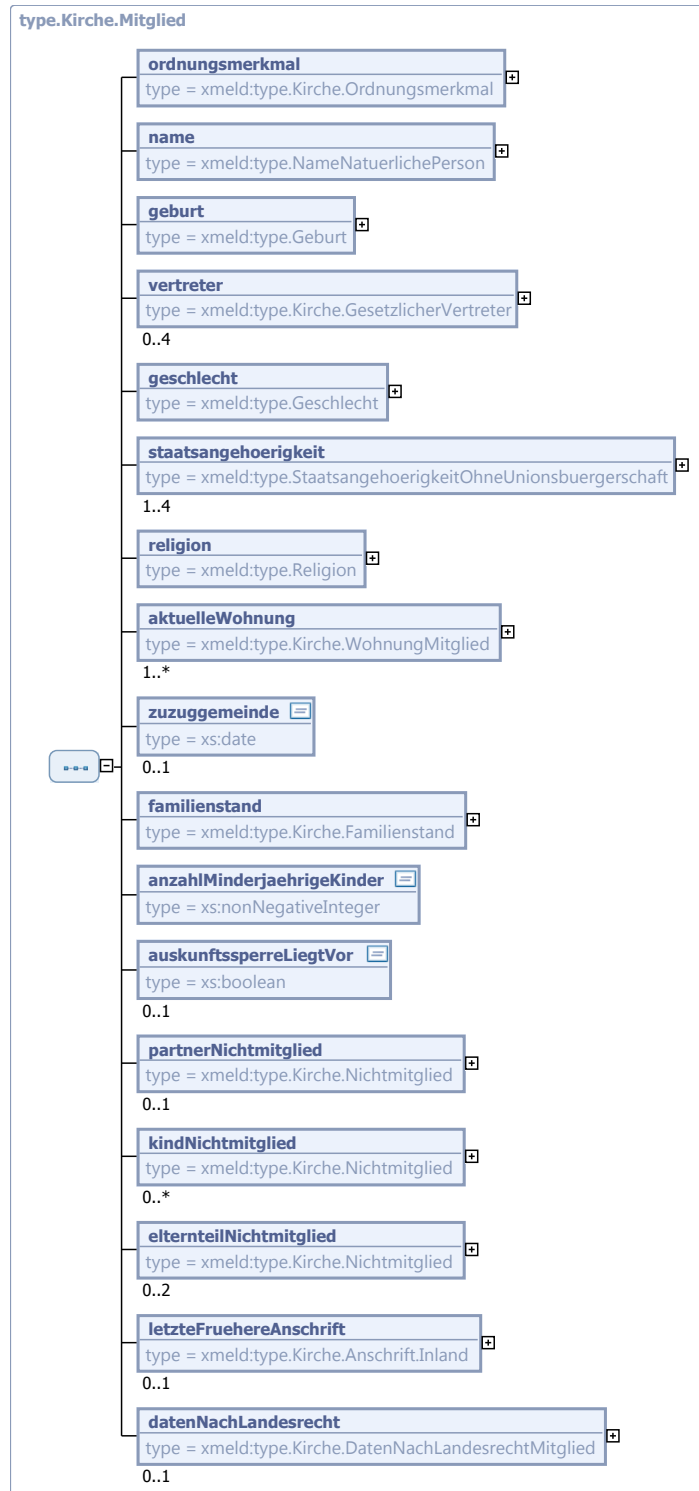 type.Kirche.Mitglied
ordnungsmerkmal
type = xmeld:type.Kirche.Ordnungsmerkmal
name
type = xmeld:type.NameNatuerlichePerson
geburt
type = xmeld:type.Geburt
vertreter
type = xmeld:type.Kirche.GesetzlicherVertreter
0..4
geschlecht
type = xmeld:type.Geschlecht
staatsangehoerigkeit
type = xmeld:type.StaatsangehoerigkeitOhneUnionsbuergerschaft
1..4
religion
type = xmeld:type.Religion
aktuelleWohnung
type = xmeld:type.Kirche.WohnungMitglied
1..*
zuzuggemeinde
type = xs:date
0..1
familienstand
type = xmeld:type.Kirche.Familienstand
anzahlMinderjaehrigeKinder
type = xs:nonNegativeInteger
auskunftssperreLiegtVor
type = xs:boolean
0..1
partnerNichtmitglied
type = xmeld:type.Kirche.Nichtmitglied
0..1
kindNichtmitglied
type = xmeld:type.Kirche.Nichtmitglied
0..*
elternteilNichtmitglied
type = xmeld:type.Kirche.Nichtmitglied
0..2
letzteFruehereAnschrift
type = xmeld:type.Kirche.Anschrift.Inland
0..1
datenNachLandesrecht
type = xmeld:type.Kirche.DatenNachLandesrechtMitglied
0..1